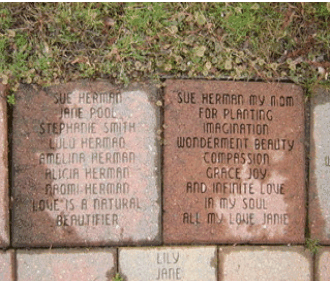 SUE HERMAN
JANE POOL
STEPHANIE SMITH
LULU HERMAN
AMELINA HERMAN
ALICIA HERMAN
NAOMI HERMAN
LOVE IS A NATURAL
BEAUTIFIER
SUE HERMAN MY MOM
FOR PLANTING
IMAGINATION
WONDERMENT BEAUTY
COMPASSION
GRACE JOY
AND INFINITE LOVE
IN MY SOUL
ALL MY LOVE JANIE
LILY
JANE